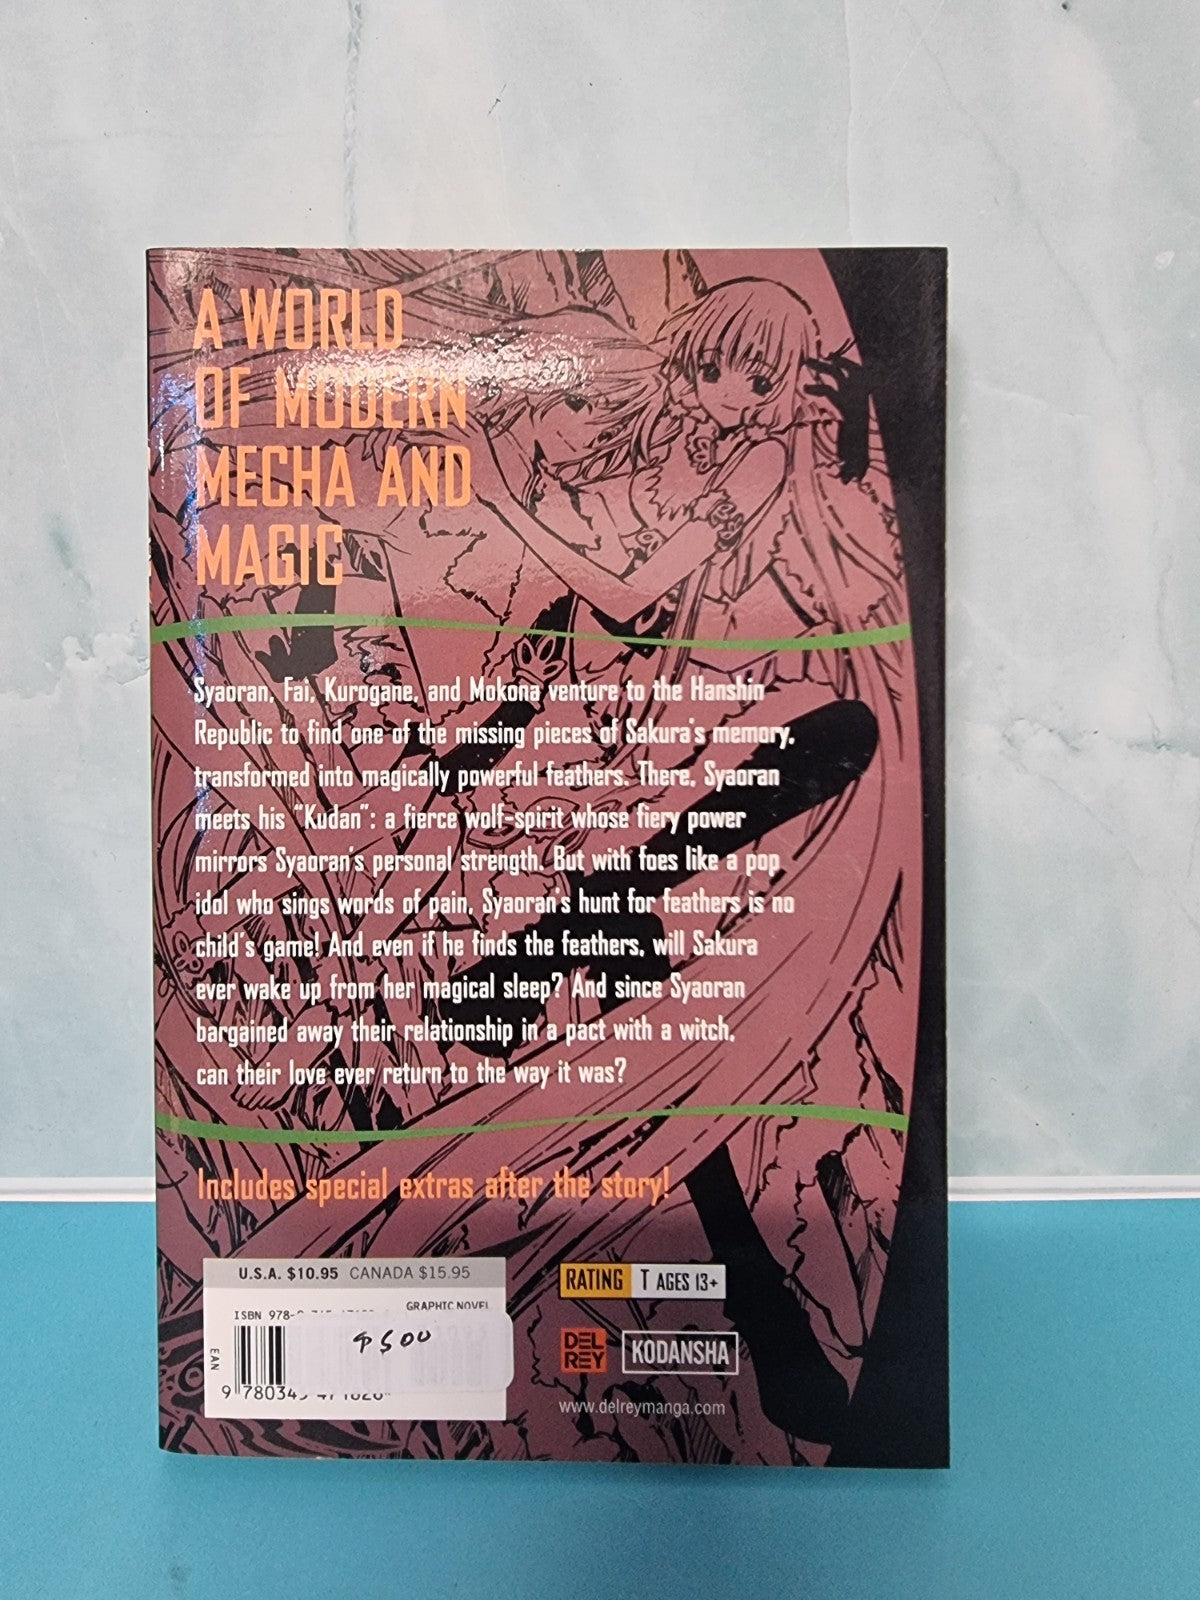 A WORLD
OF MODERN
MECHA AND
MAGIC
Syaoran, Fai, Kurogane, and Mokona venture to the Hanshin
Republic to find one of the missing pieces of Sakura's memory,
transformed into magically powerful feathers. There, Syaoran
meets his "Kudan": a fierce wolf-spirit whose fiery power
mirrors Syaoran's personal strength. But with foes like a pop
idol who sings words of pain, Syaoran's hunt for feathers is no
child's game! And even if he finds the feathers, will Sakura
ever wake up from her magical sleep? And since Syaoran
bargained away their relationship in a pact with a witch,
can their love ever return to the way it was?
Includes special extras after the story!
U.S.A. $10.95 CANADA $15.95
GRAPHIC NOVEL
ISBN 978-
500
EAN
9 780345
RATING T AGES 13+
DEL
REY
KODANSHA
www.delreymanga.com